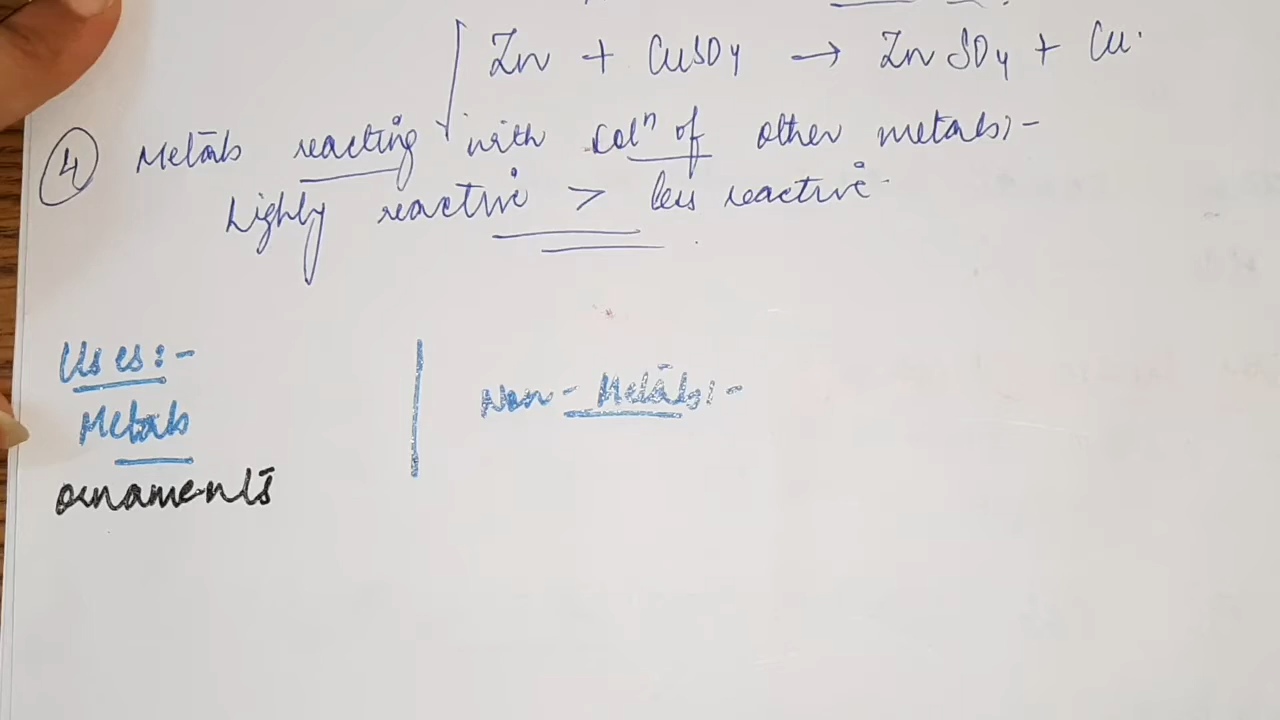 Zn + CuSO4 → ZnSO4 + Cu.
④ Metals reacting with solⁿ of other metals:-
highly reactive > less reactive.
Uses:-
Metals
ornaments
Non-Metals:-